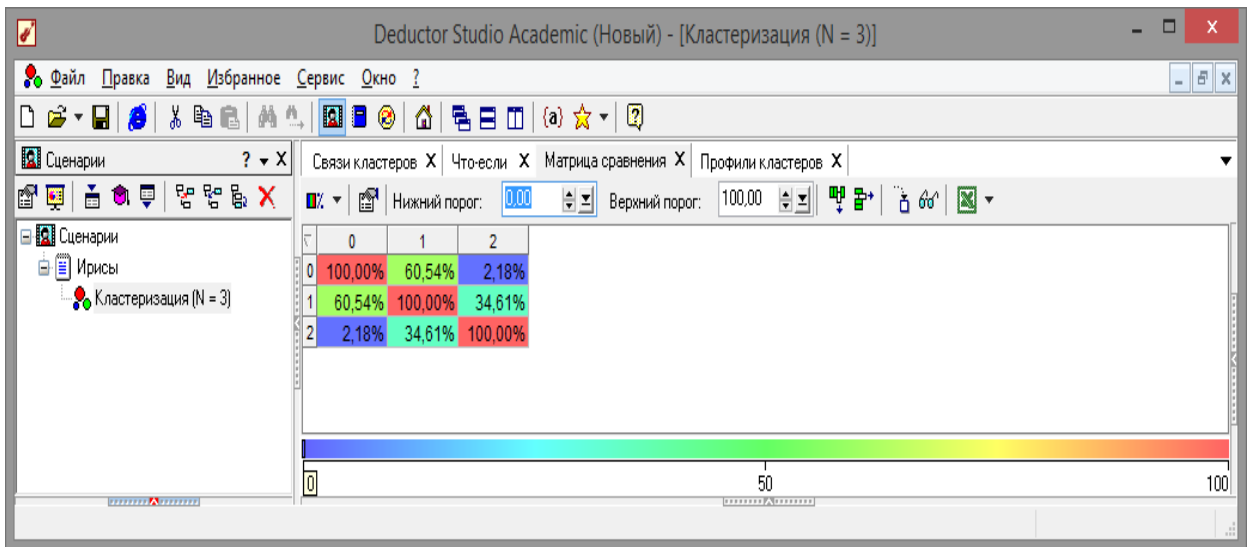 Deductor Studio Academic (Новый) - [Кластеризация (N = 3)]
Файл Правка Вид Избранное Сервис Окно ?
Сценарии
Связи кластеров X Что-если X Матрица сравнения X Профили кластеров X
Нижний порог: 0,00 Верхний порог: 100,00
Сценарии
Ирисы
Кластеризация (N = 3)
0 1 2
0 100,00% 60,54% 2,18%
1 60,54% 100,00% 34,61%
2 2,18% 34,61% 100,00%
0 50 100